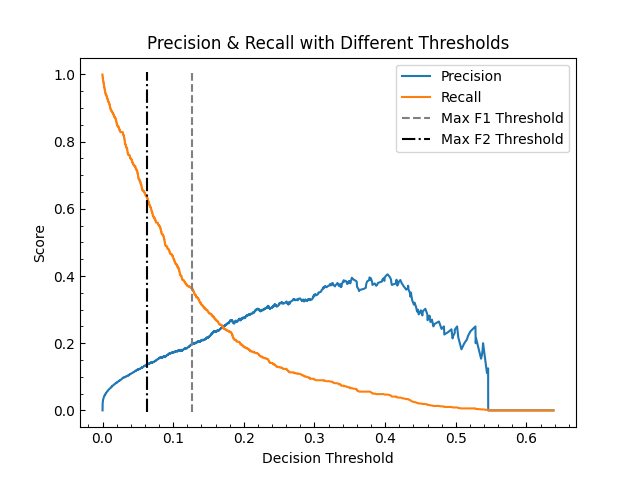 Precision & Recall with Different Thresholds
Precision
Recall
Max F1 Threshold
Max F2 Threshold
Score
1.0
0.8
0.6
0.4
0.2
0.0
0.0 0.1 0.2 0.3 0.4 0.5 0.6
Decision Threshold